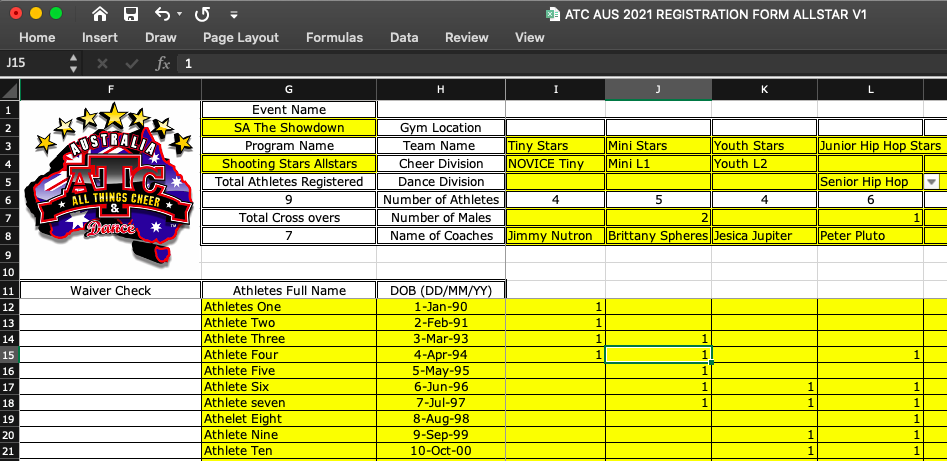 ATC AUS 2021 REGISTRATION FORM ALLSTAR V1
Home Insert Draw Page Layout Formulas Data Review View
J15 fx 1
F G H I J K L
1 Event Name
2 SA The Showdown Gym Location
3 Program Name Team Name Tiny Stars Mini Stars Youth Stars Junior Hip Hop Stars
4 Shooting Stars Allstars Cheer Division NOVICE Tiny Mini L1 Youth L2
5 Total Athletes Registered Dance Division Senior Hip Hop
6 9 Number of Athletes 4 5 4 6
7 Total Cross overs Number of Males 2 1
8 7 Name of Coaches Jimmy Nutron Brittany Spheres Jesica Jupiter Peter Pluto
AUSTRALIA
ATC
ALL THINGS CHEER
&
Dance
9
10
11 Waiver Check Athletes Full Name DOB (DD/MM/YY)
12 Athletes One 1-Jan-90 1
13 Athlete Two 2-Feb-91 1
14 Athlete Three 3-Mar-93 1 1
15 Athlete Four 4-Apr-94 1 1 1
16 Athlete Five 5-May-95 1
17 Athlete Six 6-Jun-96 1 1 1
18 Athlete seven 7-Jul-97 1 1 1
19 Athelet Eight 8-Aug-98 1
20 Athlete Nine 9-Sep-99 1 1
21 Athlete Ten 10-Oct-00 1 1